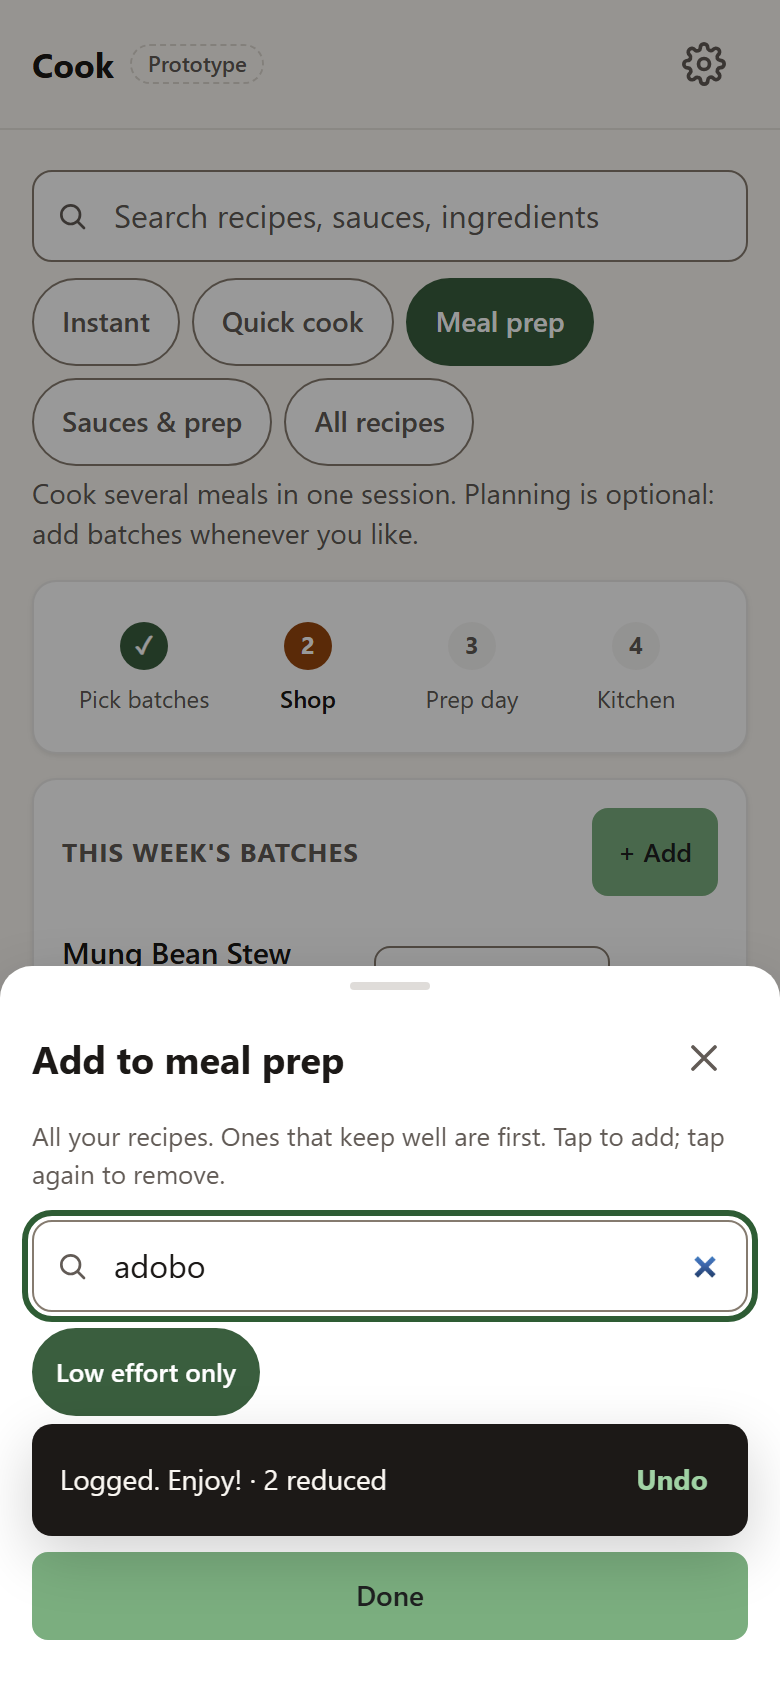 Cook
Prototype
Search recipes, sauces, ingredients
Instant
Quick cook
Meal prep
Sauces & prep
All recipes
Cook several meals in one session. Planning is optional:
add batches whenever you like.
✓
2
3
4
Pick batches
Shop
Prep day
Kitchen
THIS WEEK'S BATCHES
+ Add
Mung Bean Stew
Add to meal prep
All your recipes. Ones that keep well are first. Tap to add; tap
again to remove.
adobo
Low effort only
Logged. Enjoy! · 2 reduced
Undo
Done